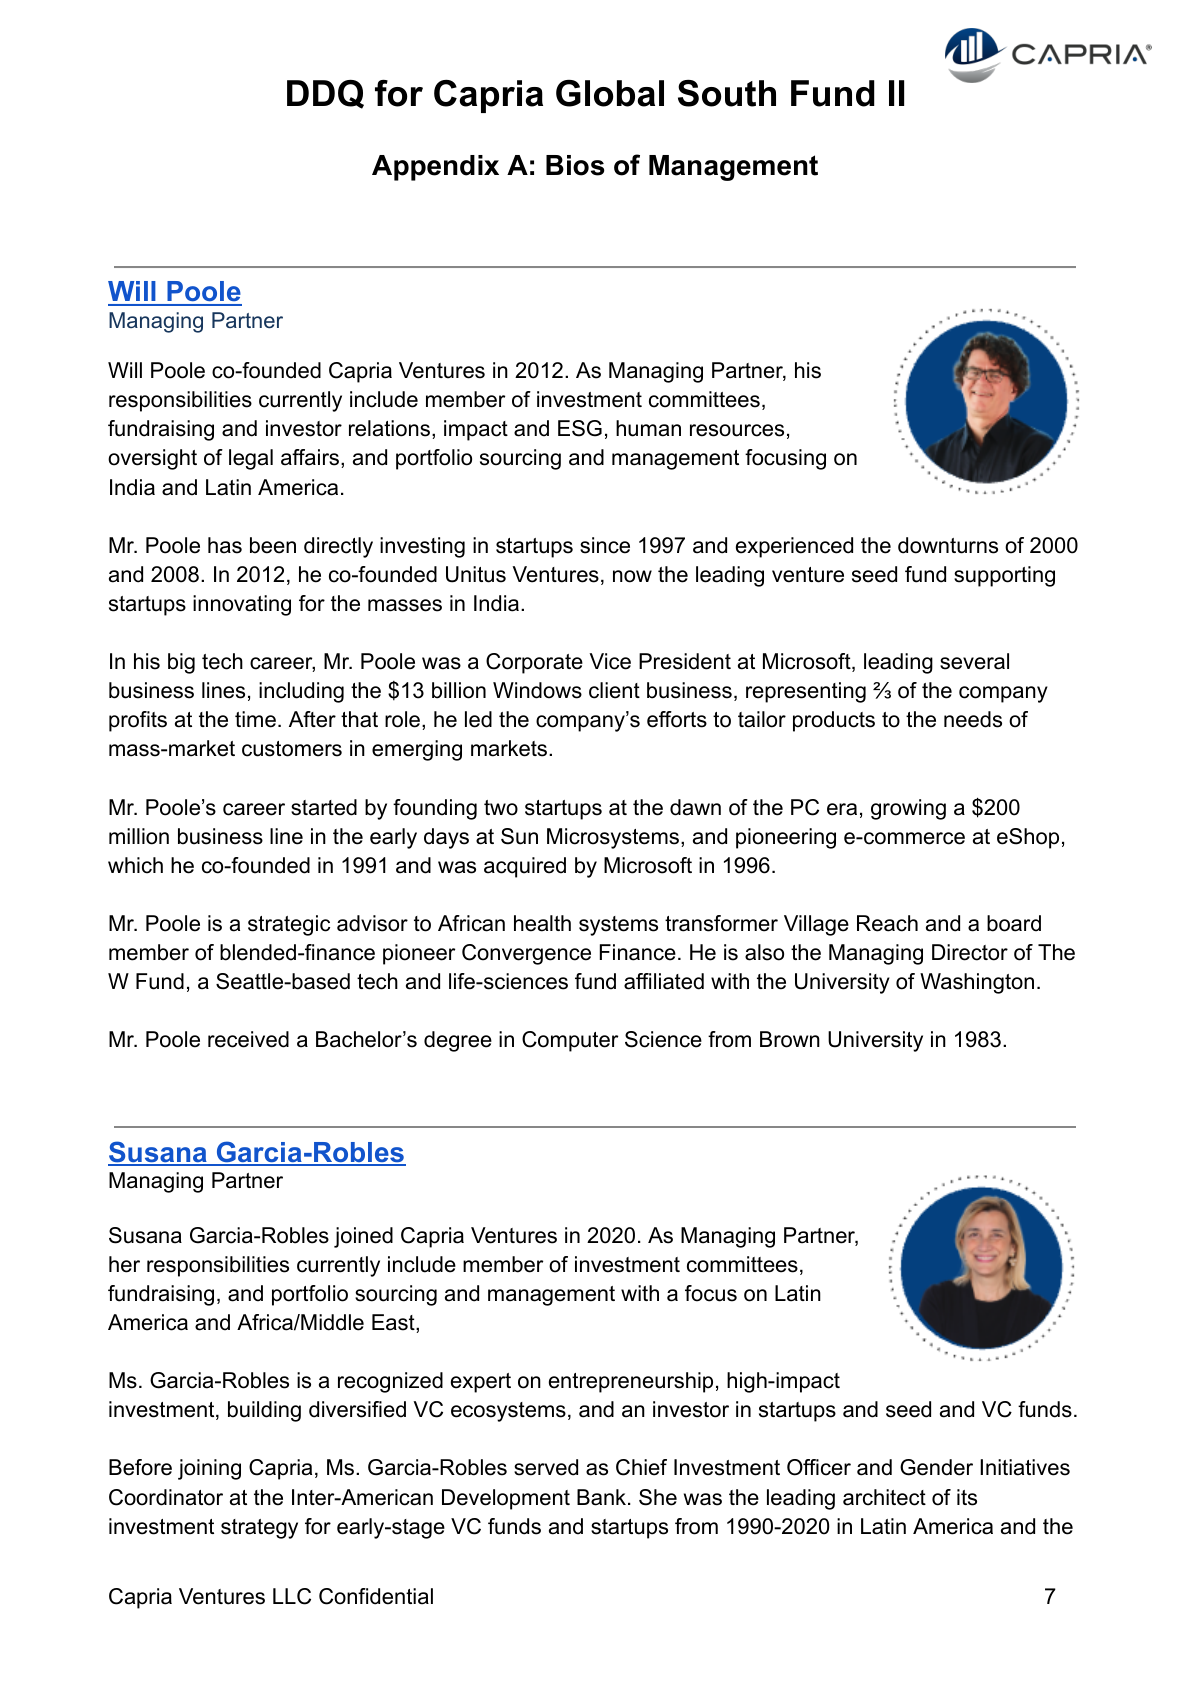 CAPRIA®
DDQ for Capria Global South Fund II
Appendix A: Bios of Management
Will Poole
Managing Partner
Will Poole co-founded Capria Ventures in 2012. As Managing Partner, his
responsibilities currently include member of investment committees,
fundraising and investor relations, impact and ESG, human resources,
oversight of legal affairs, and portfolio sourcing and management focusing on
India and Latin America.
Mr. Poole has been directly investing in startups since 1997 and experienced the downturns of 2000
and 2008. In 2012, he co-founded Unitus Ventures, now the leading venture seed fund supporting
startups innovating for the masses in India.
In his big tech career, Mr. Poole was a Corporate Vice President at Microsoft, leading several
business lines, including the $13 billion Windows client business, representing ⅔ of the company
profits at the time. After that role, he led the company’s efforts to tailor products to the needs of
mass-market customers in emerging markets.
Mr. Poole’s career started by founding two startups at the dawn of the PC era, growing a $200
million business line in the early days at Sun Microsystems, and pioneering e-commerce at eShop,
which he co-founded in 1991 and was acquired by Microsoft in 1996.
Mr. Poole is a strategic advisor to African health systems transformer Village Reach and a board
member of blended-finance pioneer Convergence Finance. He is also the Managing Director of The
W Fund, a Seattle-based tech and life-sciences fund affiliated with the University of Washington.
Mr. Poole received a Bachelor’s degree in Computer Science from Brown University in 1983.
Susana Garcia-Robles
Managing Partner
Susana Garcia-Robles joined Capria Ventures in 2020. As Managing Partner,
her responsibilities currently include member of investment committees,
fundraising, and portfolio sourcing and management with a focus on Latin
America and Africa/Middle East,
Ms. Garcia-Robles is a recognized expert on entrepreneurship, high-impact
investment, building diversified VC ecosystems, and an investor in startups and seed and VC funds.
Before joining Capria, Ms. Garcia-Robles served as Chief Investment Officer and Gender Initiatives
Coordinator at the Inter-American Development Bank. She was the leading architect of its
investment strategy for early-stage VC funds and startups from 1990-2020 in Latin America and the
Capria Ventures LLC Confidential 7